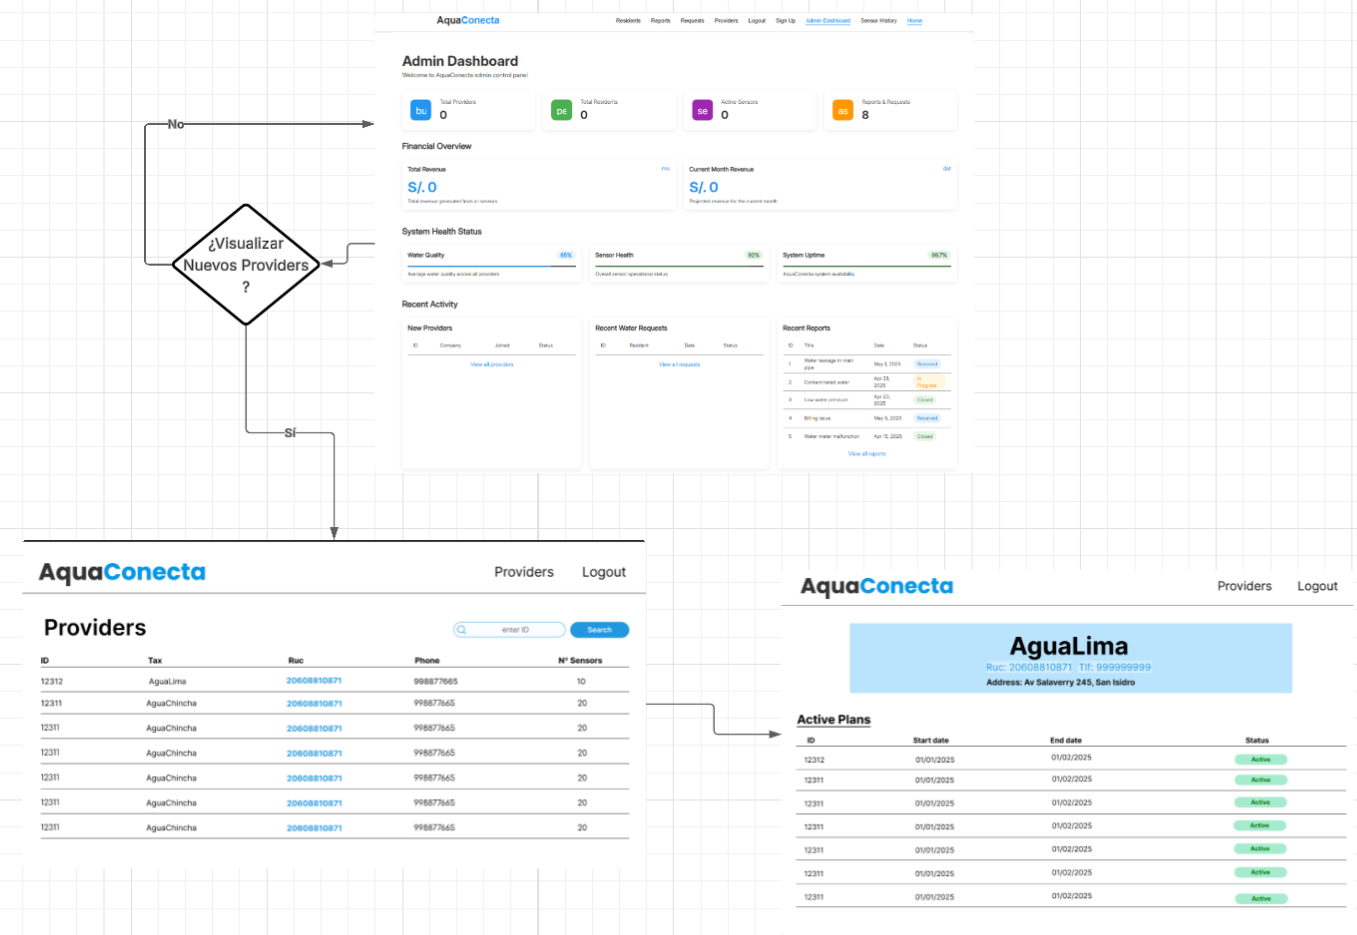 AquaConecta
Residents Reports Requests Providers Logout Sign Up Admin Dashboard Sensor History Home
Admin Dashboard
Welcome to AquaConecta admin control panel
bu Total Providers 0
pe Total Residents 0
se Active Sensors 0
as Reports & Requests 8
Financial Overview
Total Revenue mo
S/. 0
Total revenue generated from all sensors
Current Month Revenue dat
S/. 0
Projected revenue for the current month
System Health Status
Water Quality 85%
Average water quality across all providers
Sensor Health 92%
Overall sensor operational status
System Uptime 99.7%
AquaConecta system availability
Recent Activity
New Providers
ID Company Joined Status
View all providers
Recent Water Requests
ID Resident Date Status
View all requests
Recent Reports
ID Title Date Status
1 Water leakage in main pipe May 1, 2025 Received
2 Contaminated water Apr 28, 2025 In Progress
3 Low water pressure Apr 20, 2025 Closed
4 Billing issue May 5, 2025 Received
5 Water meter malfunction Apr 15, 2025 Closed
View all reports
No
¿Visualizar
Nuevos Providers
?
Sí
AquaConecta
Providers Logout
Providers
enter ID Search
ID Tax Ruc Phone N° Sensors
12312 AguaLima 20608810871 998877665 10
12311 AguaChincha 20608810871 998877665 20
12311 AguaChincha 20608810871 998877665 20
12311 AguaChincha 20608810871 998877665 20
12311 AguaChincha 20608810871 998877665 20
12311 AguaChincha 20608810871 998877665 20
12311 AguaChincha 20608810871 998877665 20
AquaConecta
Providers Logout
AguaLima
Ruc: 20608810871 Tlf: 999999999
Address: Av Salaverry 245, San Isidro
Active Plans
ID Start date End date Status
12312 01/01/2025 01/02/2025 Active
12311 01/01/2025 01/02/2025 Active
12311 01/01/2025 01/02/2025 Active
12311 01/01/2025 01/02/2025 Active
12311 01/01/2025 01/02/2025 Active
12311 01/01/2025 01/02/2025 Active
12311 01/01/2025 01/02/2025 Active